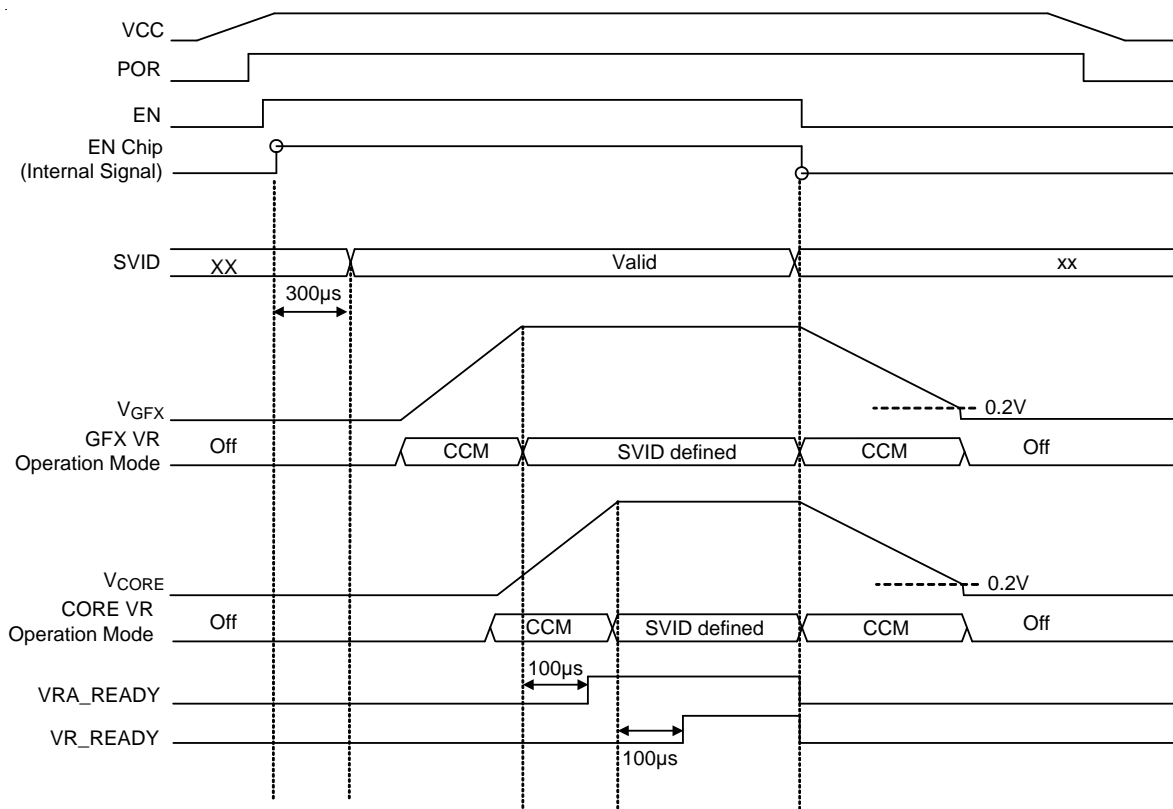 VCC
POR
EN
EN Chip
(Internal Signal)
SVID
XX
Valid
xx
300µs
VGFX
0.2V
GFX VR
Operation Mode
Off
CCM
SVID defined
CCM
Off
VCORE
0.2V
CORE VR
Operation Mode
Off
CCM
SVID defined
CCM
Off
100µs
VRA_READY
VR_READY
100µs